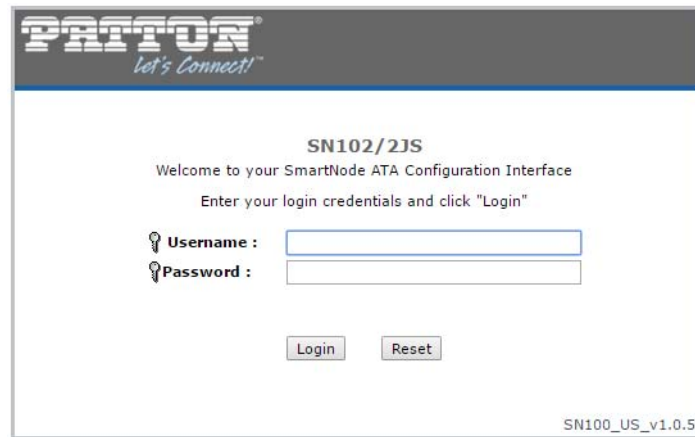 PATTON®
Let's Connect!™
SN102/2JS
Welcome to your SmartNode ATA Configuration Interface
Enter your login credentials and click "Login"
Username :
Password :
Login Reset
SN100_US_v1.0.5